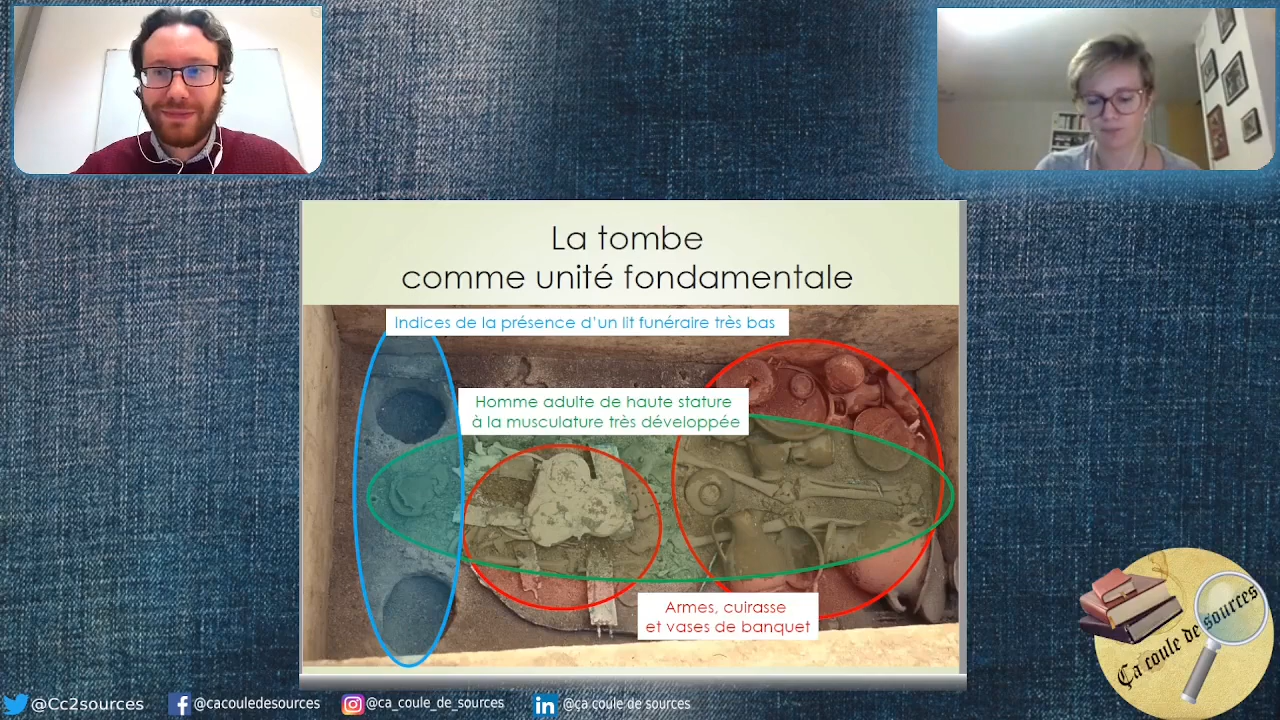 La tombe
comme unité fondamentale
Indices de la présence d’un lit funéraire très bas
Homme adulte de haute stature
à la musculature très développée
Armes, cuirasse
et vases de banquet
Ça coule de sources
@Cc2sources
@cacouledesources
@ca_coule_de_sources
@ça coule de sources